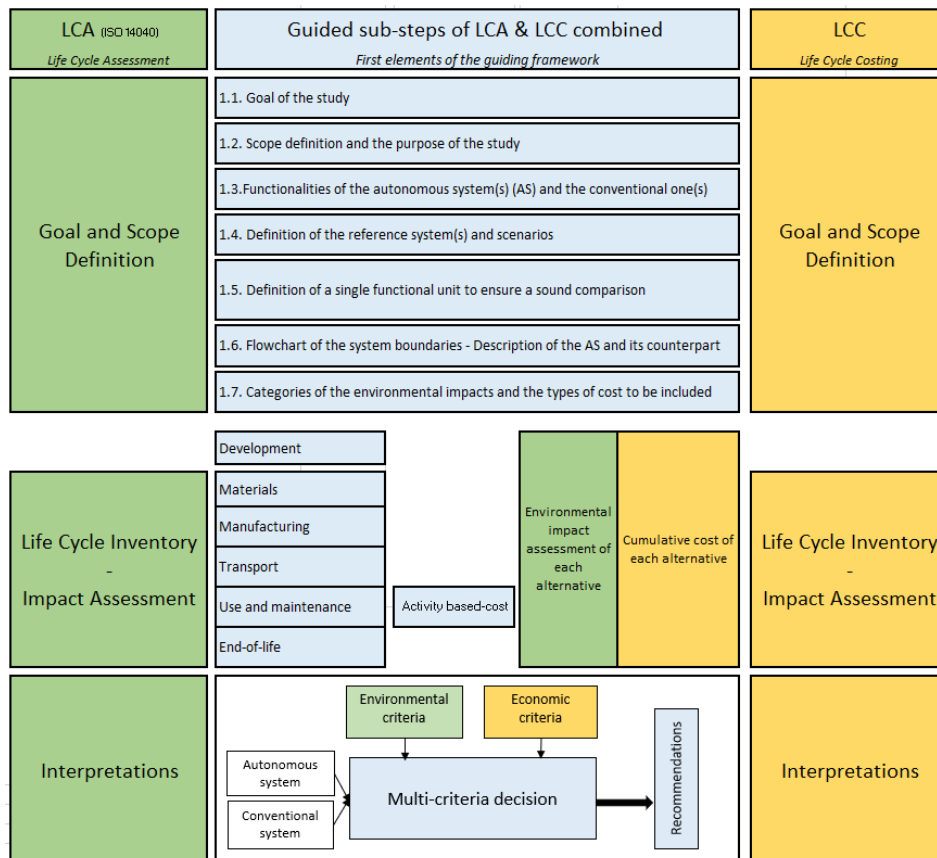 LCA (ISO 14040)
Life Cycle Assessment
Guided sub-steps of LCA & LCC combined
First elements of the guiding framework
LCC
Life Cycle Costing
Goal and Scope
Definition
1.1. Goal of the study
1.2. Scope definition and the purpose of the study
1.3.Functionalities of the autonomous system(s) (AS) and the conventional one(s)
1.4. Definition of the reference system(s) and scenarios
1.5. Definition of a single functional unit to ensure a sound comparison
1.6. Flowchart of the system boundaries - Description of the AS and its counterpart
1.7. Categories of the environmental impacts and the types of cost to be included
Goal and Scope
Definition
Life Cycle Inventory
-
Impact Assessment
Development
Materials
Manufacturing
Transport
Use and maintenance
End-of-life
Activity based-cost
Environmental
impact
assessment of
each
alternative
Cumulative cost of
each alternative
Life Cycle Inventory
-
Impact Assessment
Interpretations
Environmental
criteria
Economic
criteria
Autonomous
system
Conventional
system
Multi-criteria decision
Recommendations
Interpretations